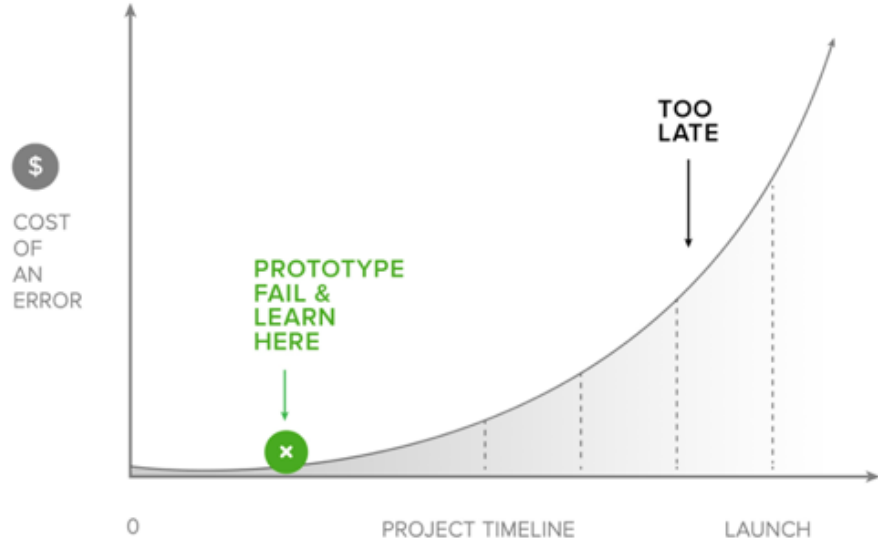 TOO
LATE
$
COST
OF
AN
ERROR
PROTOTYPE
FAIL &
LEARN
HERE
0
PROJECT TIMELINE
LAUNCH